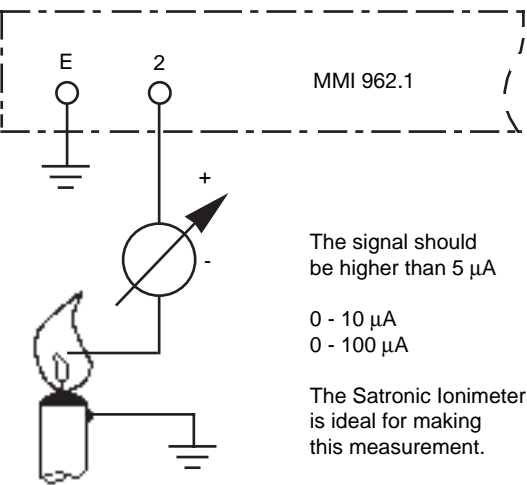 E 2
MMI 962.1
+
-
The signal should
be higher than 5 µA
0 - 10 µA
0 - 100 µA
The Satronic Ionimeter
is ideal for making
this measurement.